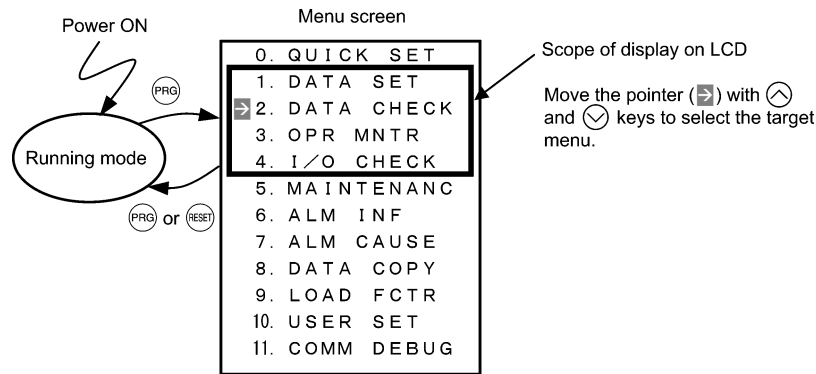 Menu screen
Power ON
PRG
Running mode
PRG or RESET
0. QUICK SET
1. DATA SET
→ 2. DATA CHECK
3. OPR MNTR
4. I/O CHECK
5. MAINTENANC
6. ALM INF
7. ALM CAUSE
8. DATA COPY
9. LOAD FCTR
10. USER SET
11. COMM DEBUG
Scope of display on LCD
Move the pointer (→) with ︿
and ﹀ keys to select the target
menu.